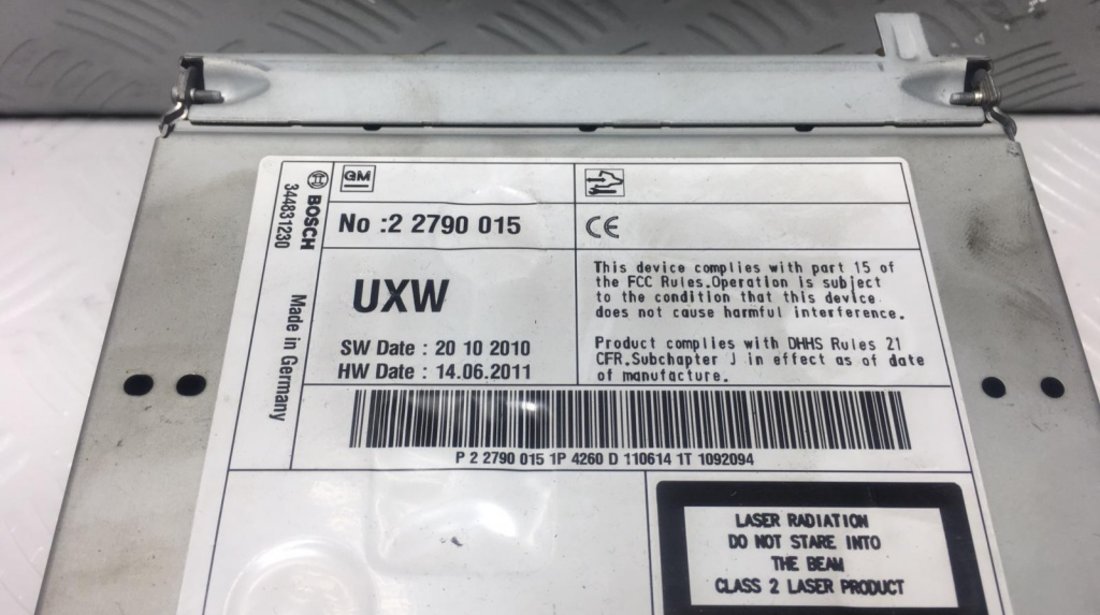 BOSCH
344831230
Made in Germany
GM
No :2 2790 015
CE
UXW
SW Date : 20 10 2010
HW Date : 14.06.2011
This device complies with part 15 of
the FCC Rules.Operation is subject
to the condition that this device
does not cause harmful interference.
Product complies with DHHS Rules 21
CFR.Subchapter J in effect as of date
of manufacture.
P 2 2790 015 1P 4260 D 110614 1T 1092094
LASER RADIATION
DO NOT STARE INTO
THE BEAM
CLASS 2 LASER PRODUCT